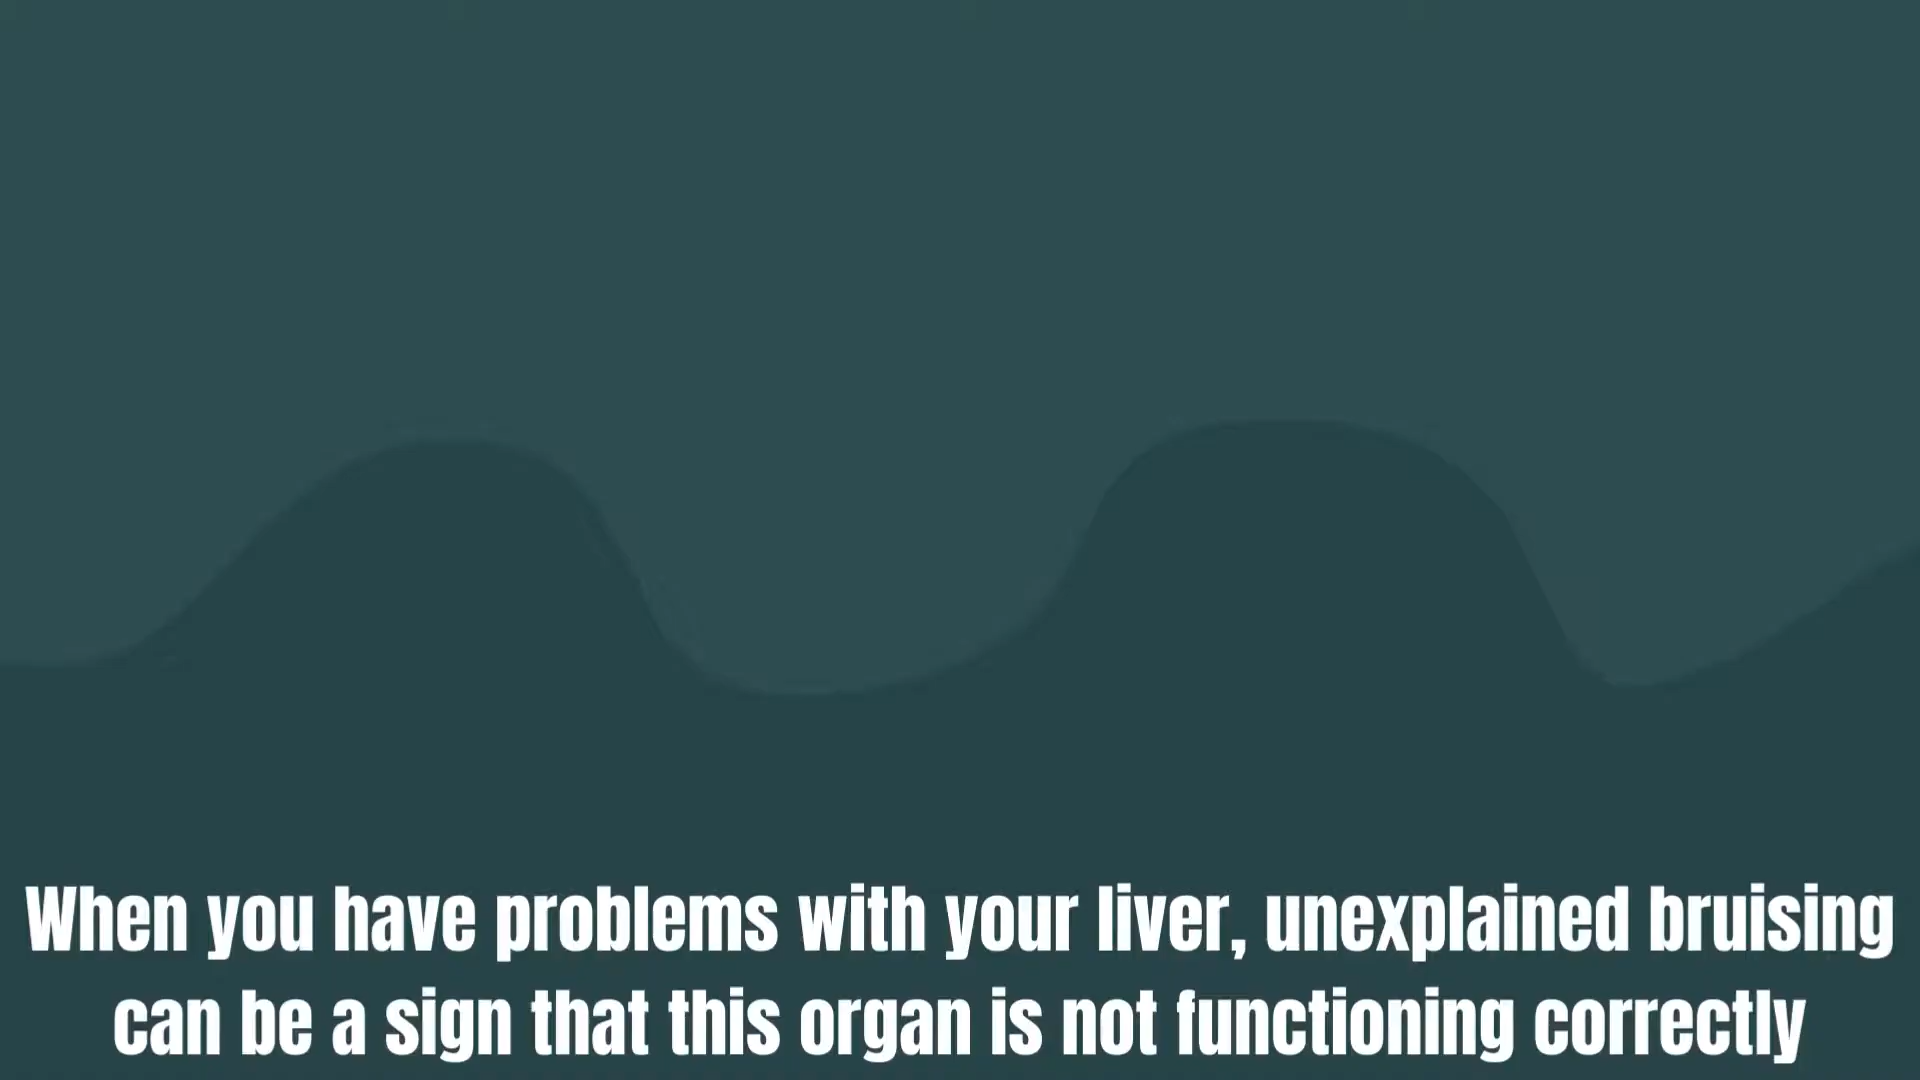 When you have problems with your liver, unexplained bruising
can be a sign that this organ is not functioning correctly